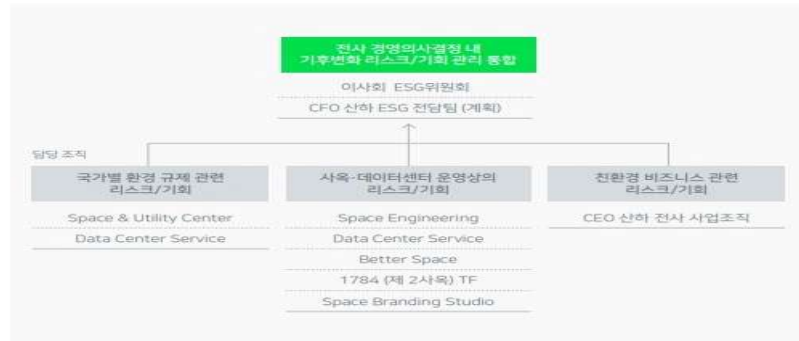 전사 경영의사결정 내
기후변화 리스크/기회 관리 통합
이사회 ESG위원회
CFO 산하 ESG 전담팀 (계획)
담당 조직
국가별 환경 규제 관련
리스크/기회
Space & Utility Center
Data Center Service
사옥·데이터센터 운영상의
리스크/기회
Space Engineering
Data Center Service
Better Space
1784 (제 2사옥) TF
Space Branding Studio
친환경 비즈니스 관련
리스크/기회
CEO 산하 전사 사업조직